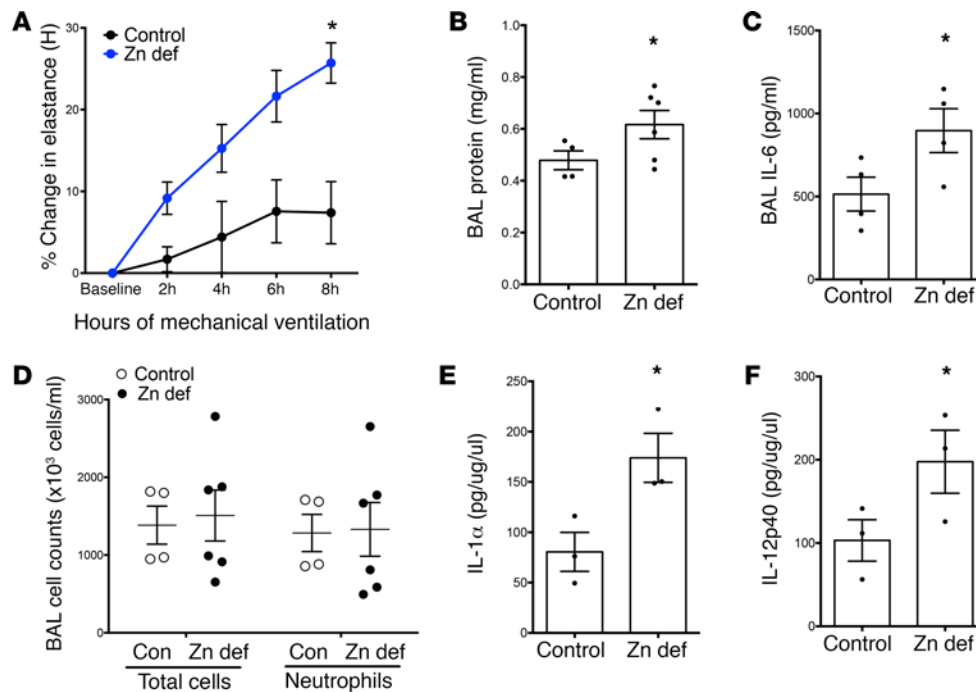 A
Control
Zn def
*
% Change in elastance (H)
30
20
10
0
Baseline 2h 4h 6h 8h
Hours of mechanical ventilation
B
*
BAL protein (mg/ml)
1.0
0.8
0.6
0.4
0.2
0.0
Control Zn def
C
*
BAL IL-6 (pg/ml)
1500
1000
500
0
Control Zn def
D
Control
Zn def
BAL cell counts (x10³ cells/ml)
3000
2000
1000
0
Con Zn def Con Zn def
Total cells Neutrophils
E
*
IL-1α (pg/ug/ul)
250
200
150
100
50
0
Control Zn def
F
*
IL-12p40 (pg/ug/ul)
300
200
100
0
Control Zn def